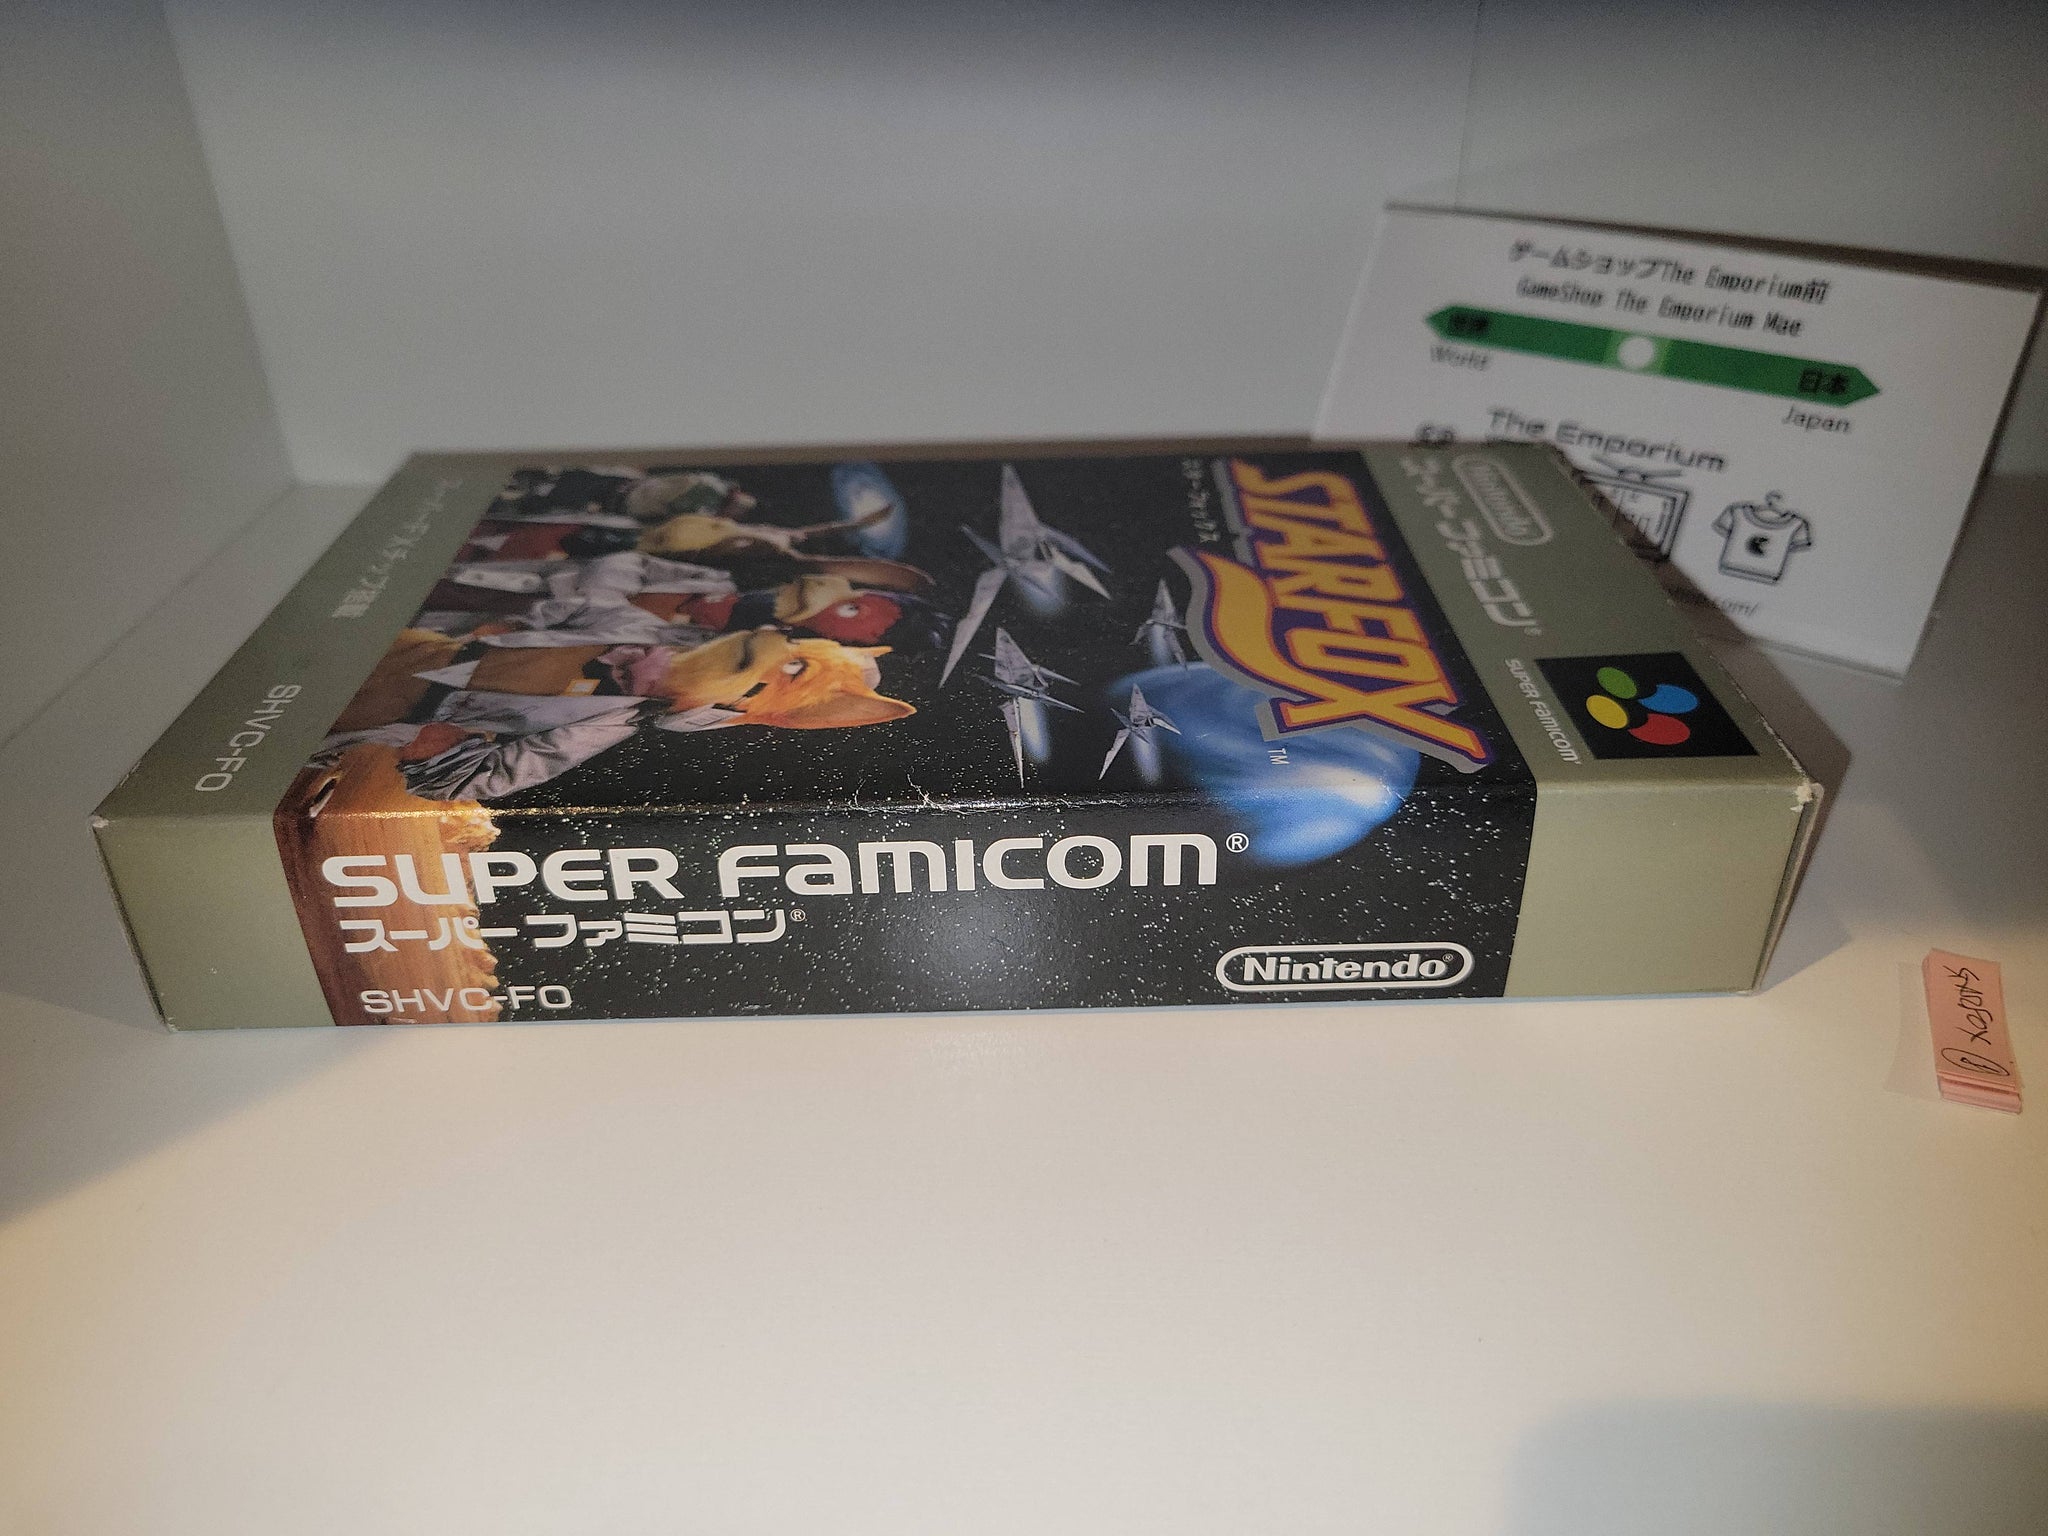 ゲームショップThe Emporium前
GameShop The Emporium Mae
世界
日本
World
Japan
The Emporium
Nintendo
スーパーファミコン®
SUPER FAMICOM®
STARFOX
TM
スターフォックス
SHVC-FO
SUPER FAMICOM®
スーパーファミコン®
SHVC-FO
Nintendo®
① STARFOX